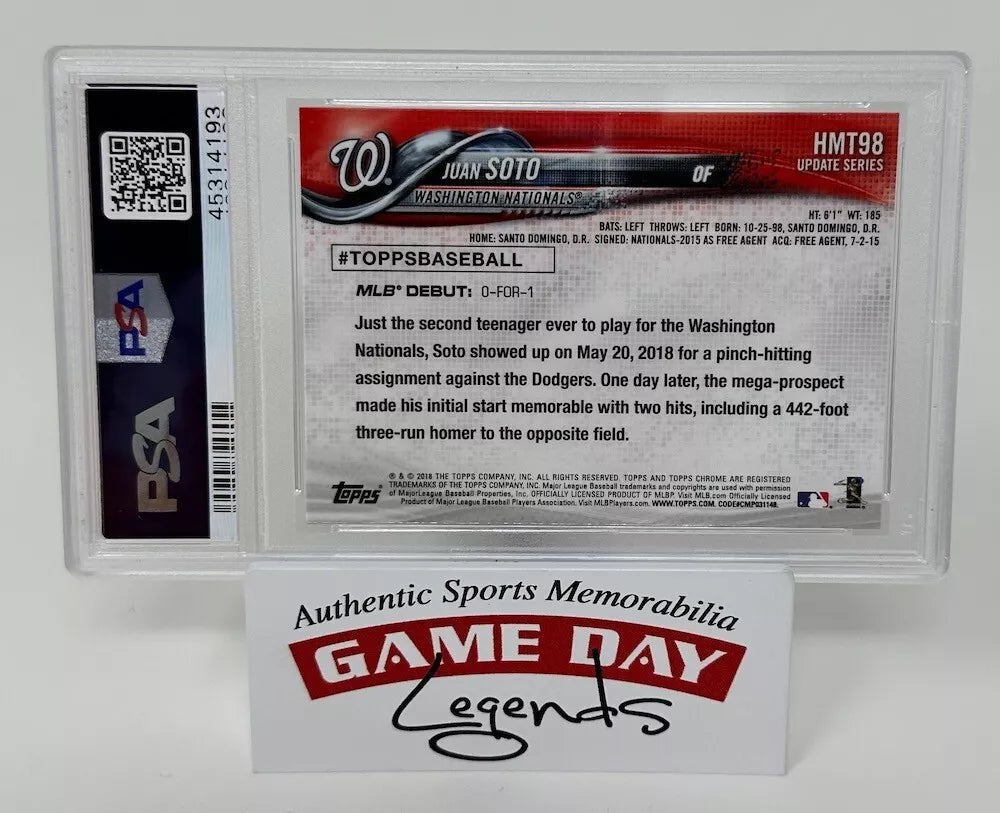 45314193
PSA
PSA
W
JUAN SOTO
WASHINGTON NATIONALS®
OF
HMT98
UPDATE SERIES
HT: 6'1" WT: 185
BATS: LEFT THROWS: LEFT BORN: 10-25-98, SANTO DOMINGO, D.R.
HOME: SANTO DOMINGO, D.R. SIGNED: NATIONALS-2015 AS FREE AGENT ACQ: FREE AGENT, 7-2-15
#TOPPSBASEBALL
MLB® DEBUT: 0-FOR-1
Just the second teenager ever to play for the Washington
Nationals, Soto showed up on May 20, 2018 for a pinch-hitting
assignment against the Dodgers. One day later, the mega-prospect
made his initial start memorable with two hits, including a 442-foot
three-run homer to the opposite field.
topps
® & © 2018 THE TOPPS COMPANY, INC. ALL RIGHTS RESERVED. TOPPS AND TOPPS CHROME ARE REGISTERED
TRADEMARKS OF THE TOPPS COMPANY, INC. Major League Baseball trademarks and copyrights are used with permission
of MajorLeague Baseball Properties, Inc. OFFICIALLY LICENSED PRODUCT OF MLBP. Visit MLB.com Officially Licensed
Product of Major League Baseball Players Association. Visit MLBPlayers.com. WWW.TOPPS.COM. CODE#CMP031148.
Authentic Sports Memorabilia
GAME DAY
Legends